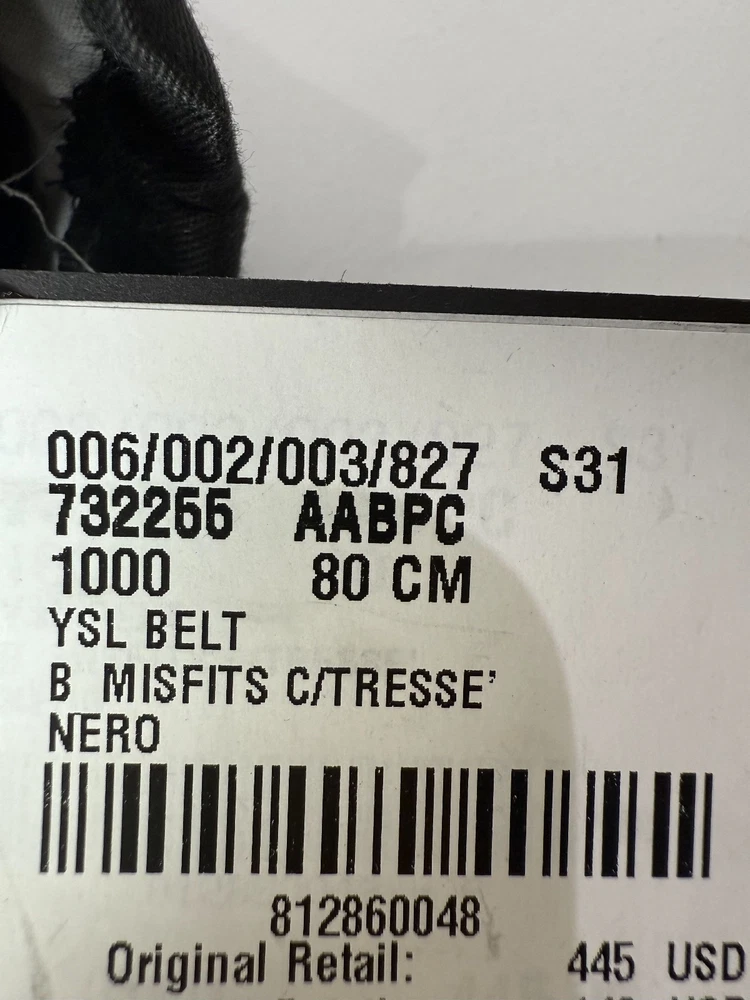 006/002/003/827 S31
732255 AABPC
1000 80 CM
YSL BELT
B MISFITS C/TRESSE'
NERO
812860048
Original Retail: 445 USD